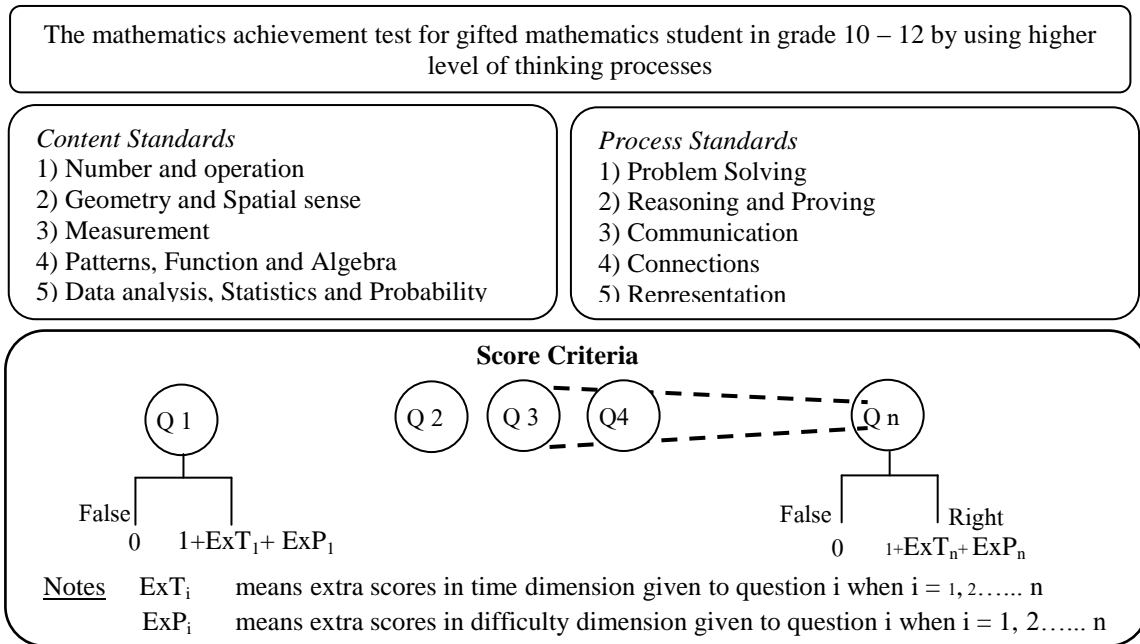 The mathematics achievement test for gifted mathematics student in grade 10 – 12 by using higher
level of thinking processes
Content Standards
1) Number and operation
2) Geometry and Spatial sense
3) Measurement
4) Patterns, Function and Algebra
5) Data analysis, Statistics and Probability
Process Standards
1) Problem Solving
2) Reasoning and Proving
3) Communication
4) Connections
5) Representation
Score Criteria
Q 1 Q 2 Q 3 Q4 Q n
False False Right
0 1+ExT₁+ ExP₁ 0 1+ExTₙ+ ExPₙ
Notes ExTᵢ means extra scores in time dimension given to question i when i = 1, 2…... n
ExPᵢ means extra scores in difficulty dimension given to question i when i = 1, 2…... n